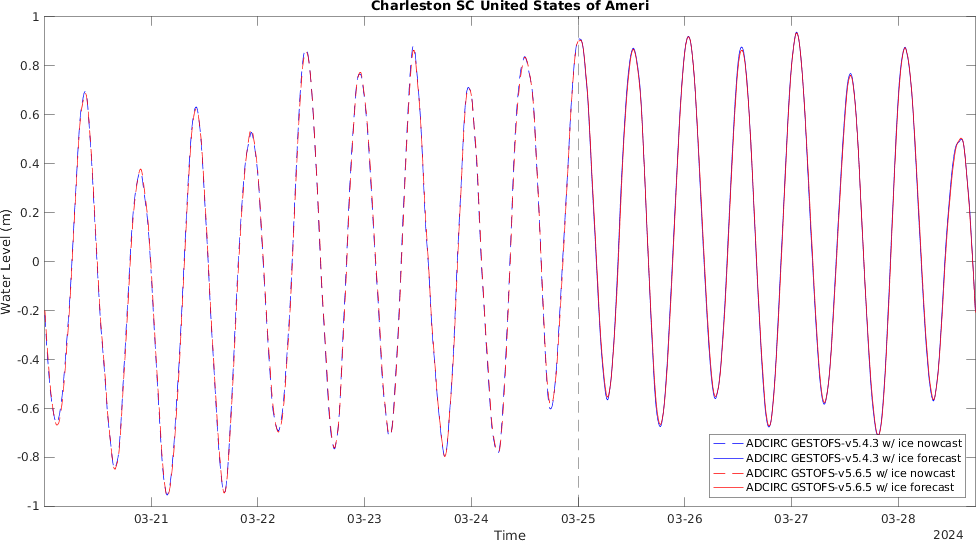 Charleston SC United States of Ameri
1
0.8
0.6
0.4
0.2
0
-0.2
-0.4
-0.6
-0.8
-1
Water Level (m)
03-21 03-22 03-23 03-24 03-25 03-26 03-27 03-28
Time
2024
ADCIRC GESTOFS-v5.4.3 w/ ice nowcast
ADCIRC GESTOFS-v5.4.3 w/ ice forecast
ADCIRC GSTOFS-v5.6.5 w/ ice nowcast
ADCIRC GSTOFS-v5.6.5 w/ ice forecast